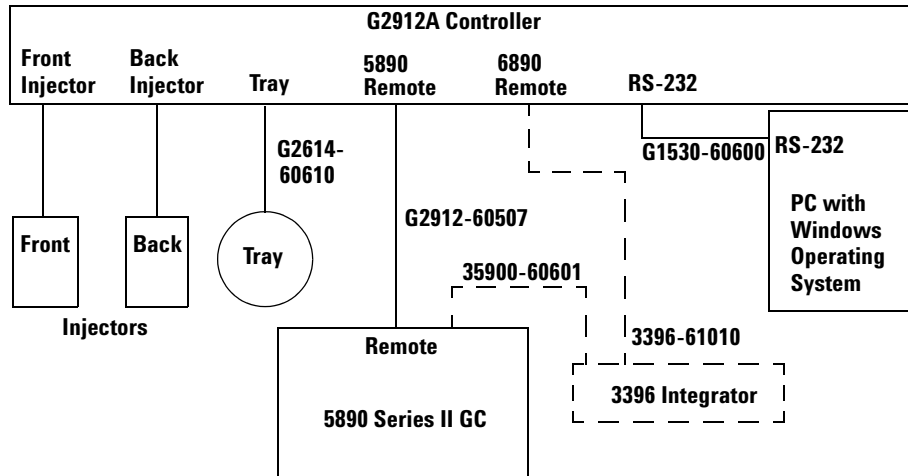 G2912A Controller
Front
Injector
Back
Injector
Tray
5890
Remote
6890
Remote
RS-232
G2614-
60610
G1530-60600
RS-232
PC with
Windows
Operating
System
Front
Back
Tray
Injectors
G2912-60507
35900-60601
3396-61010
Remote
5890 Series II GC
3396 Integrator